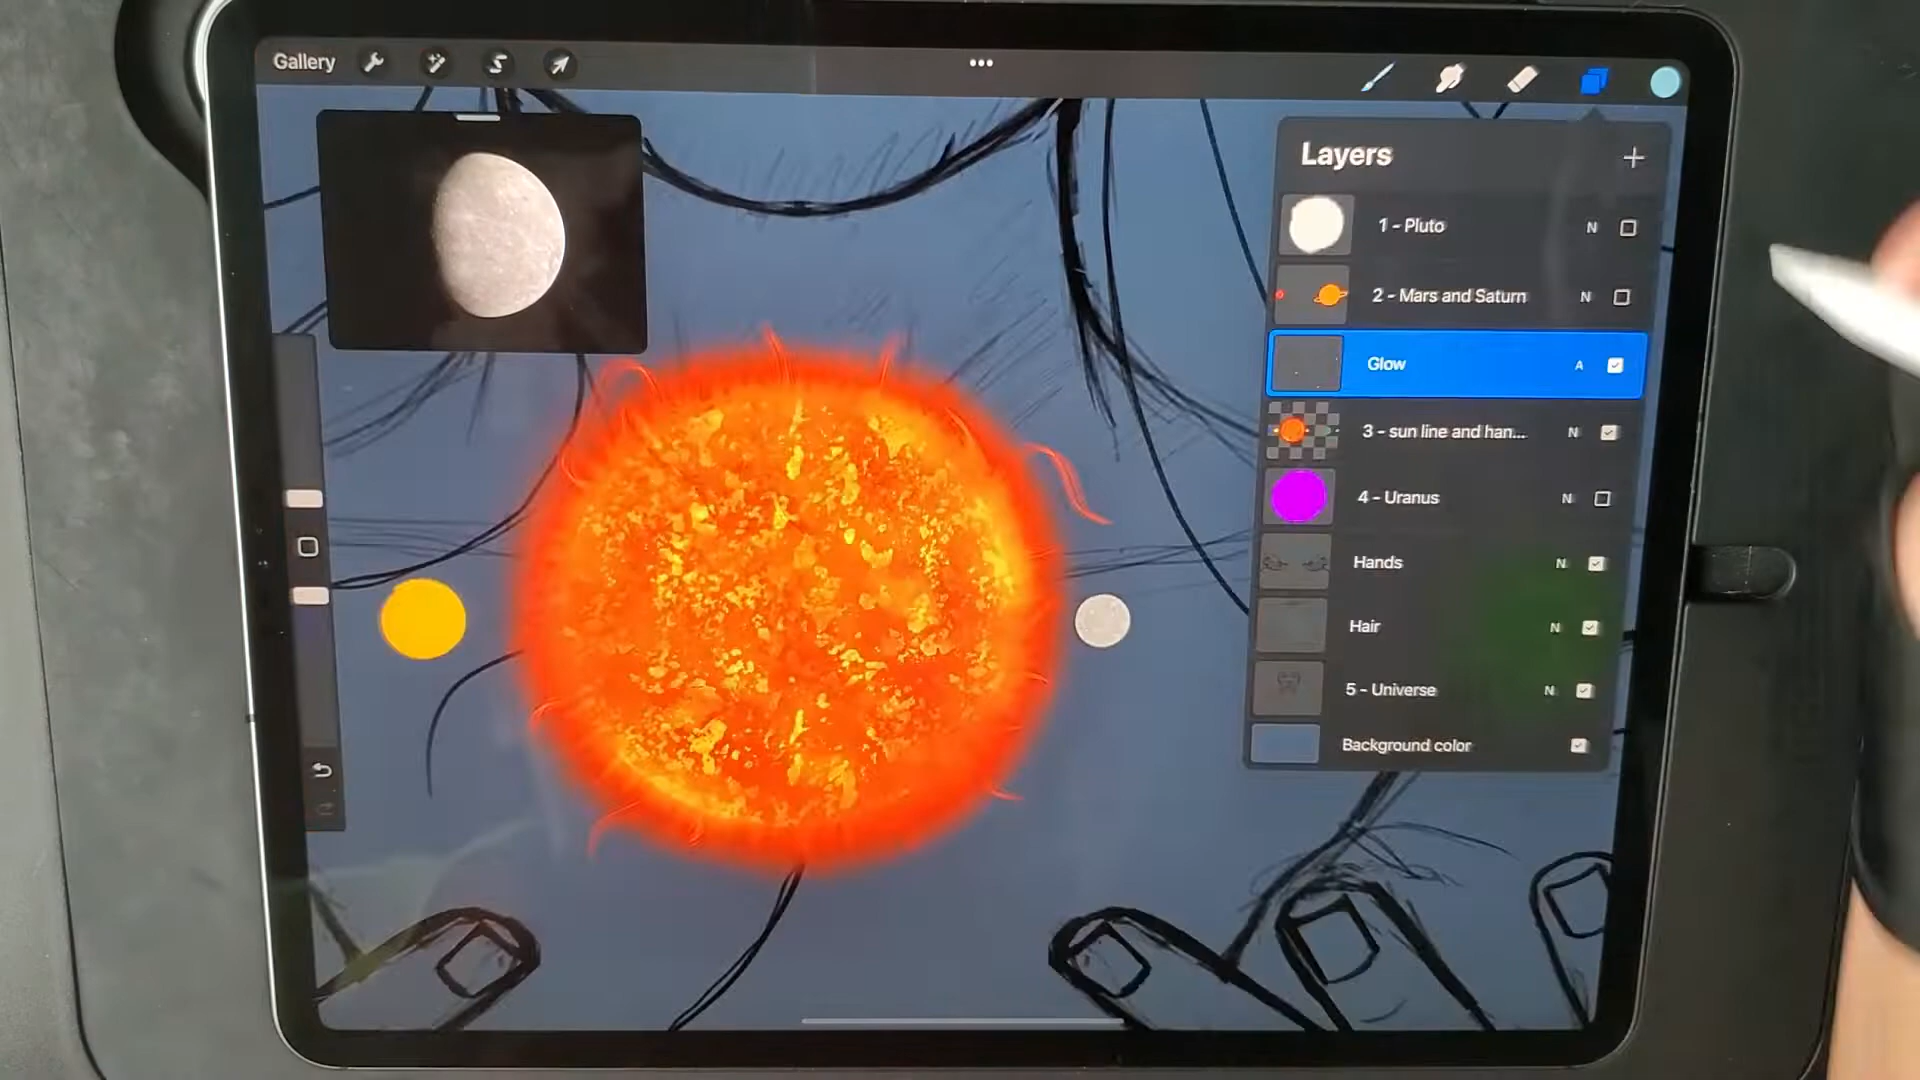 Gallery
Layers
1 - Pluto N
2 - Mars and Saturn N
Glow A
3 - sun line and han... N
4 - Uranus N
Hands N
Hair N
5 - Universe N
Background color